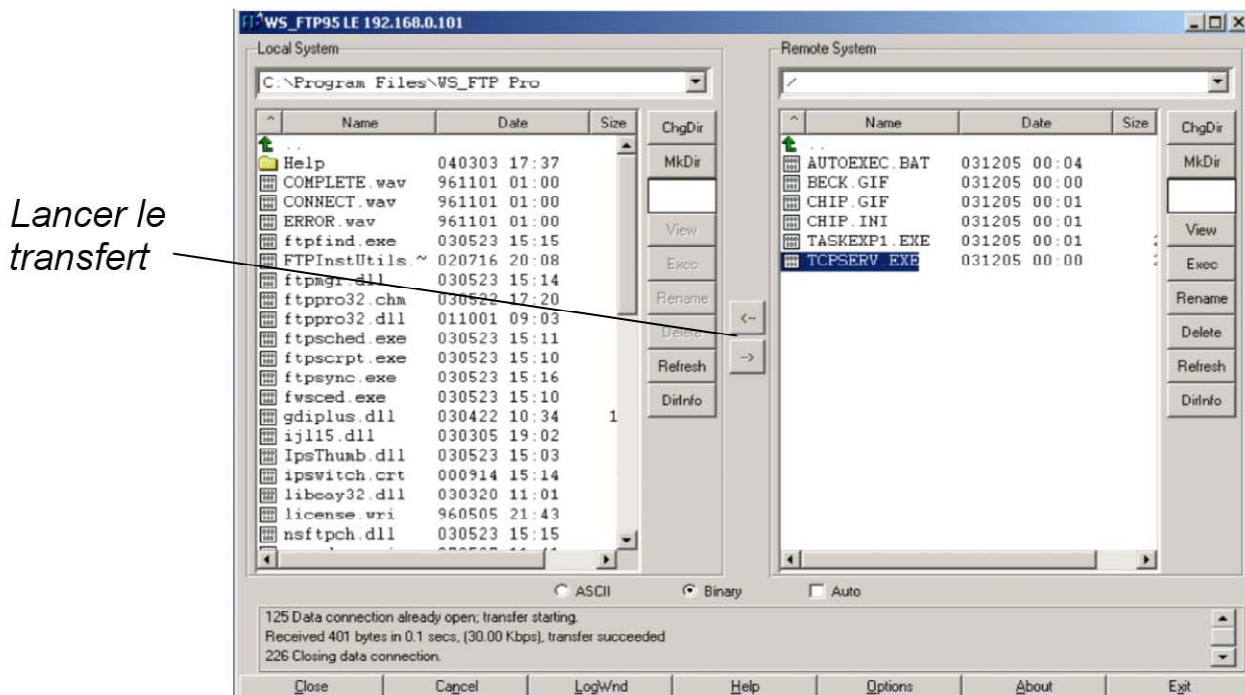 WS_FTP95 LE 192.168.0.101
Local System
C:\Program Files\WS_FTP Pro
^ Name Date Size
..
Help 040303 17:37
COMPLETE.wav 961101 01:00
CONNECT.wav 961101 01:00
ERROR.wav 961101 01:00
ftpfind.exe 030523 15:15
FTPInstUtils.~ 020716 20:08
ftpmgr.dll 030523 15:14
ftppro32.chm 030522 17:20
ftppro32.dll 011001 09:03
ftpsched.exe 030523 15:11
ftpscrpt.exe 030523 15:10
ftpsync.exe 030523 15:16
fwsced.exe 030523 15:10
gdiplus.dll 030422 10:34 1
ijl15.dll 030305 19:02
IpsThumb.dll 030523 15:03
ipswitch.crt 000914 15:14
libeay32.dll 030320 11:01
license.wri 960505 21:43
nsftpch.dll 030523 15:15
ChgDir
MkDir
View
Exec
Rename
Delete
Refresh
DirInfo
Lancer le
transfert
<--
-->
Remote System
/
^ Name Date Size
..
AUTOEXEC.BAT 031205 00:04
BECK.GIF 031205 00:00
CHIP.GIF 031205 00:01
CHIP.INI 031205 00:01
TASKEXP1.EXE 031205 00:01
TCPSERV.EXE 031205 00:00
ChgDir
MkDir
View
Exec
Rename
Delete
Refresh
DirInfo
ASCII Binary Auto
125 Data connection already open; transfer starting.
Received 401 bytes in 0.1 secs, (30.00 Kbps), transfer succeeded
226 Closing data connection.
Close Cancel LogWnd Help Options About Exit